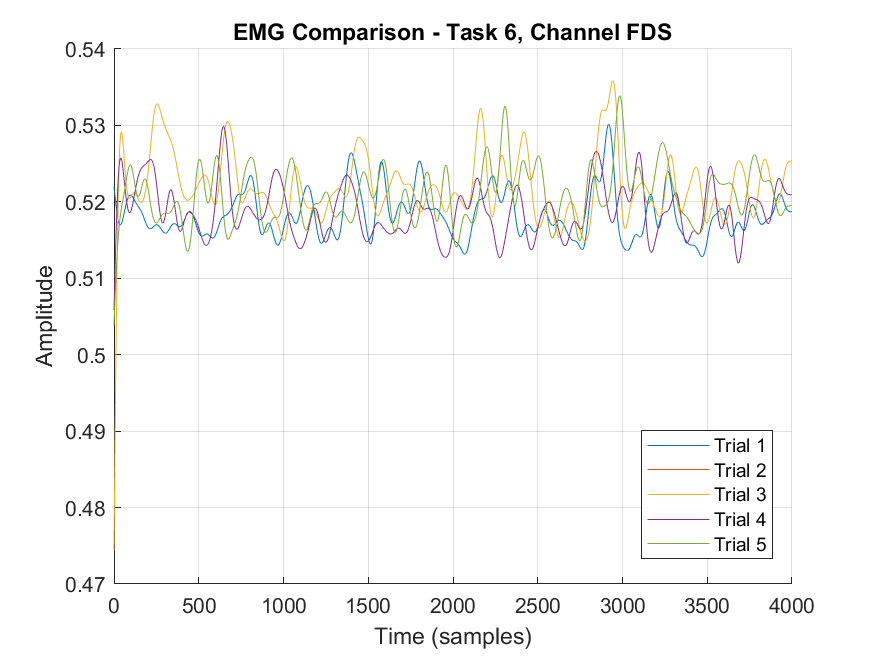 EMG Comparison - Task 6, Channel FDS
0.54
0.53
0.52
0.51
0.5
0.49
0.48
0.47
Amplitude
Trial 1
Trial 2
Trial 3
Trial 4
Trial 5
0 500 1000 1500 2000 2500 3000 3500 4000
Time (samples)